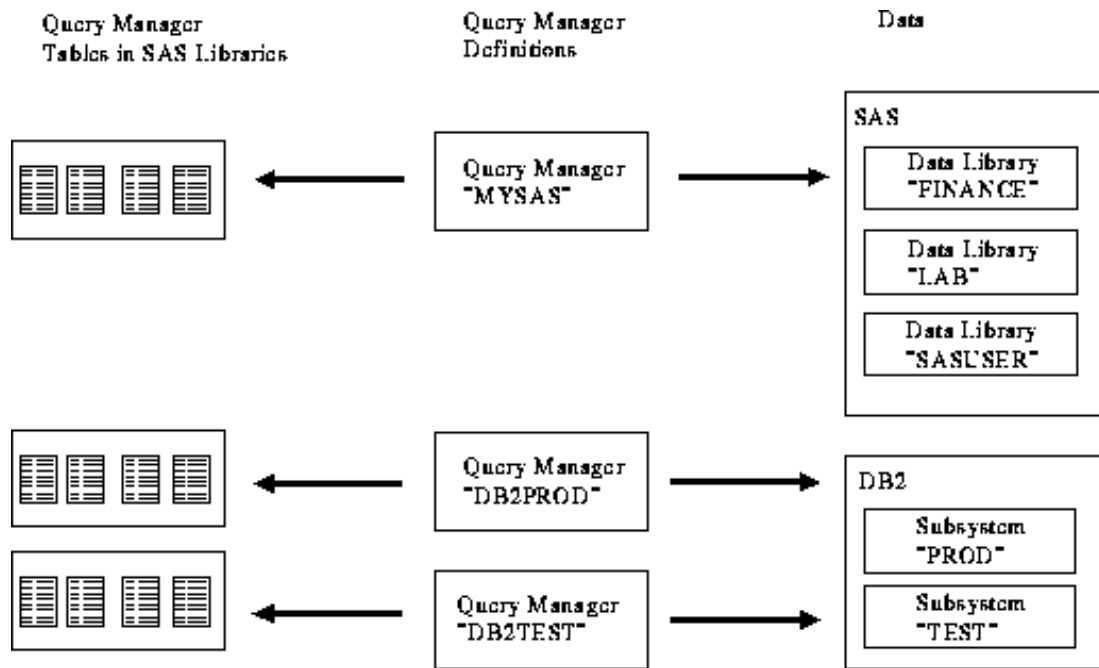 Query Manager
Tables in SAS Libraries
Query Manager
Definitions
Data
Query Manager
"MYSAS"
SAS
Data Library
"FINANCE"
Data Library
"LAB"
Data Library
"SASUSER"
Query Manager
"DB2PROD"
DB2
Subsystem
"PROD"
Query Manager
"DB2TEST"
Subsystem
"TEST"